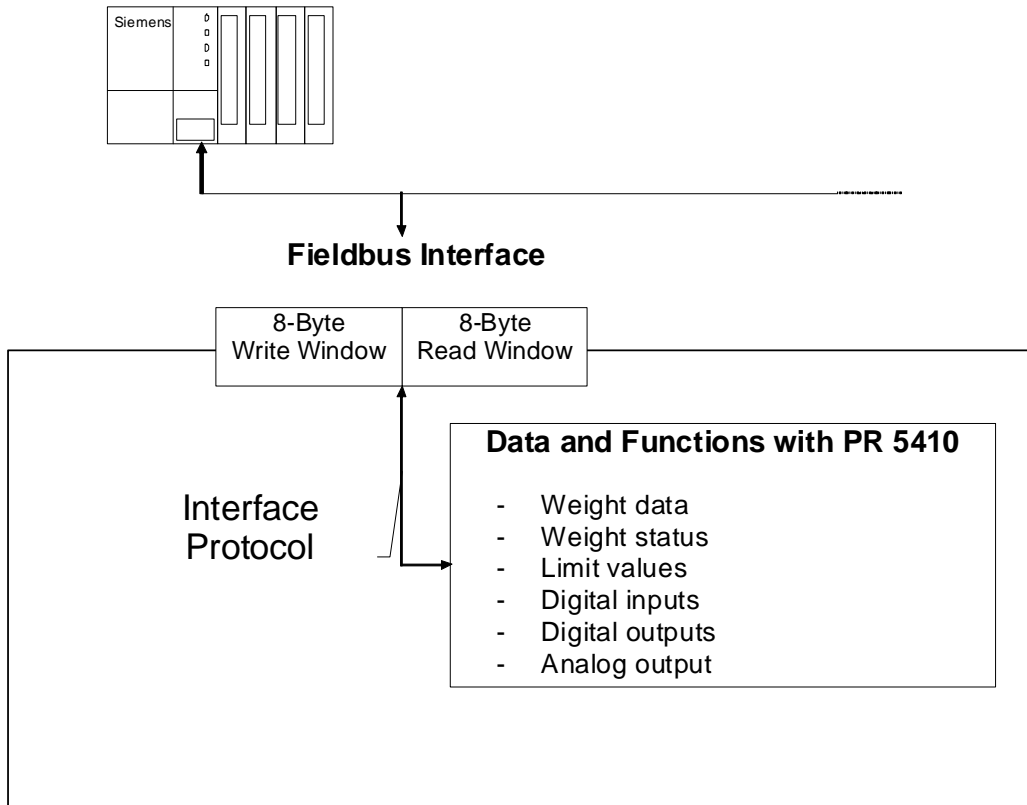 Siemens
Fieldbus Interface
8-Byte
Write Window
8-Byte
Read Window
Data and Functions with PR 5410
- Weight data
- Weight status
- Limit values
- Digital inputs
- Digital outputs
- Analog output
Interface
Protocol